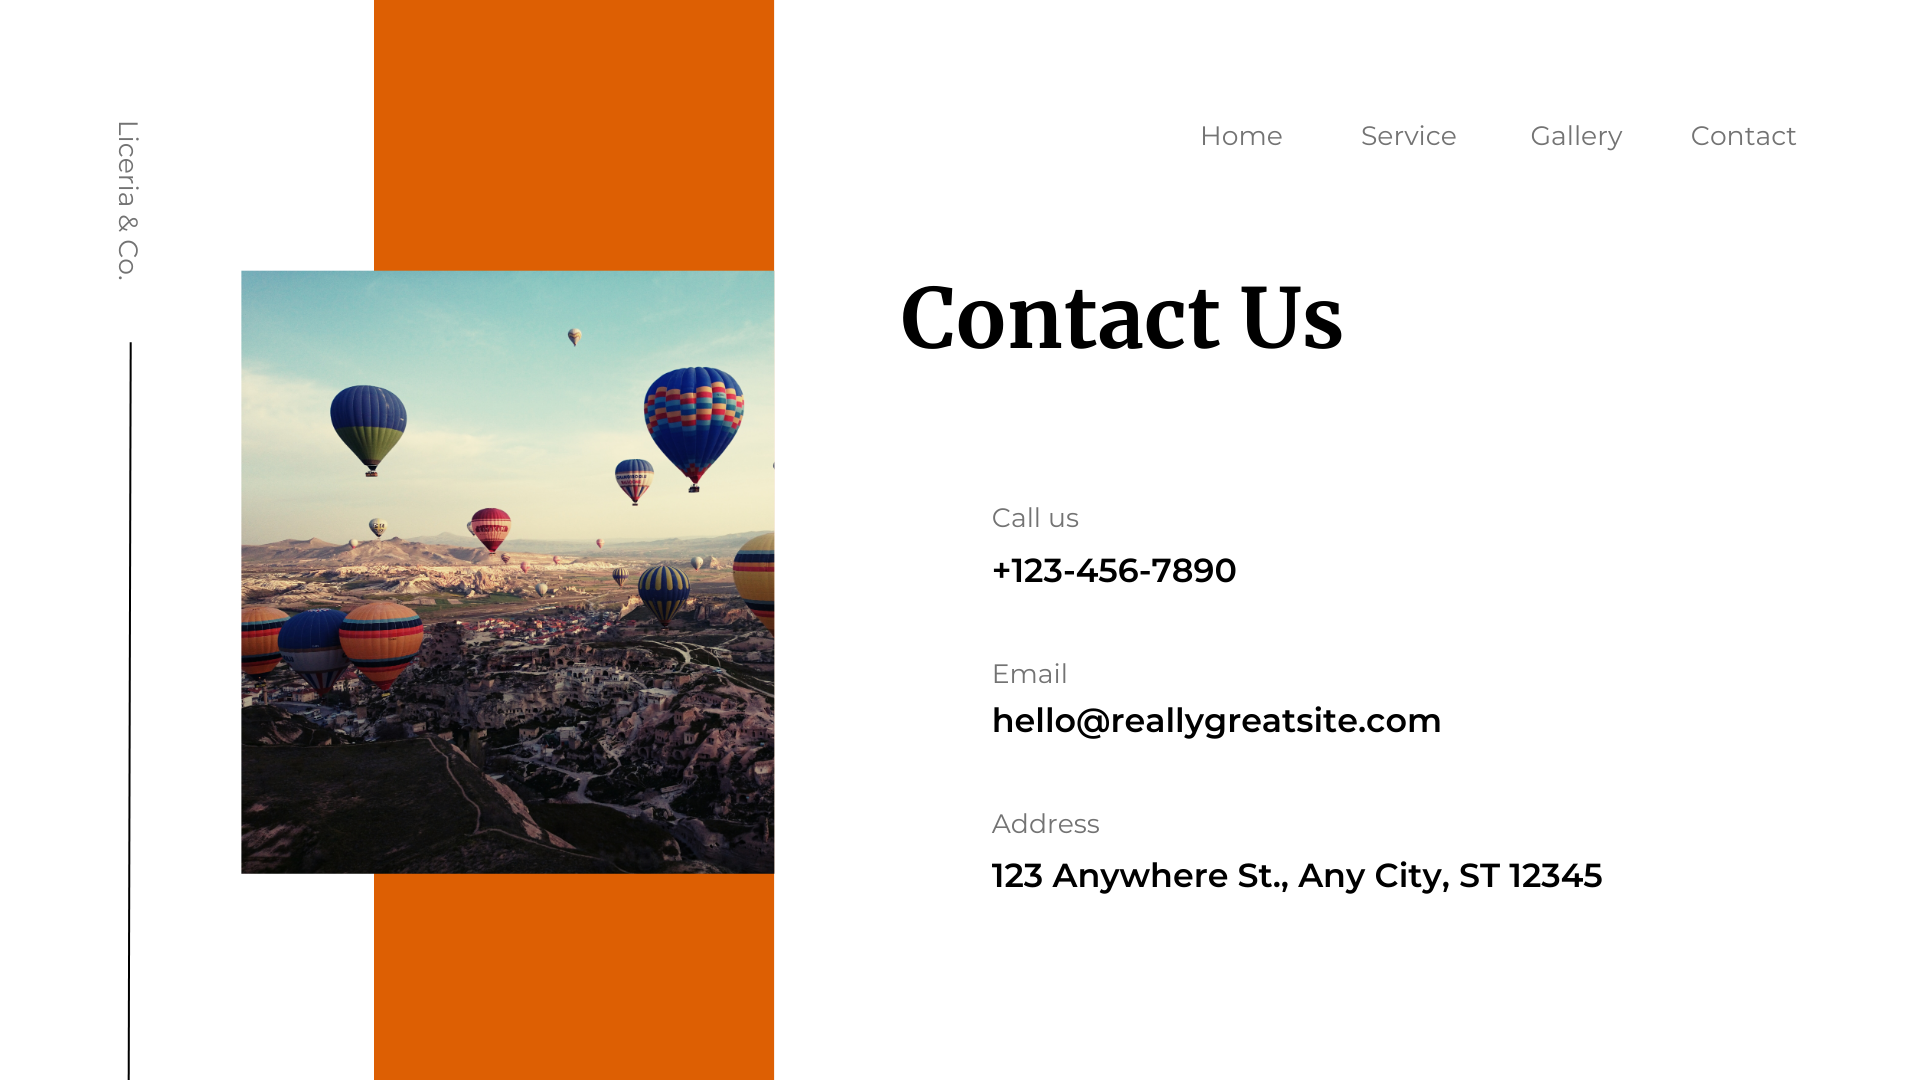 Liceria & Co.
Home Service Gallery Contact
Contact Us
Call us
+123-456-7890
Email
hello@reallygreatsite.com
Address
123 Anywhere St., Any City, ST 12345